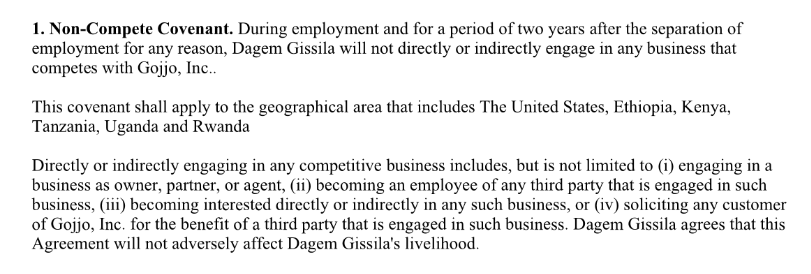 1. Non-Compete Covenant. During employment and for a period of two years after the separation of
employment for any reason, Dagem Gissila will not directly or indirectly engage in any business that
competes with Gojjo, Inc..
This covenant shall apply to the geographical area that includes The United States, Ethiopia, Kenya,
Tanzania, Uganda and Rwanda
Directly or indirectly engaging in any competitive business includes, but is not limited to (i) engaging in a
business as owner, partner, or agent, (ii) becoming an employee of any third party that is engaged in such
business, (iii) becoming interested directly or indirectly in any such business, or (iv) soliciting any customer
of Gojjo, Inc. for the benefit of a third party that is engaged in such business. Dagem Gissila agrees that this
Agreement will not adversely affect Dagem Gissila's livelihood.